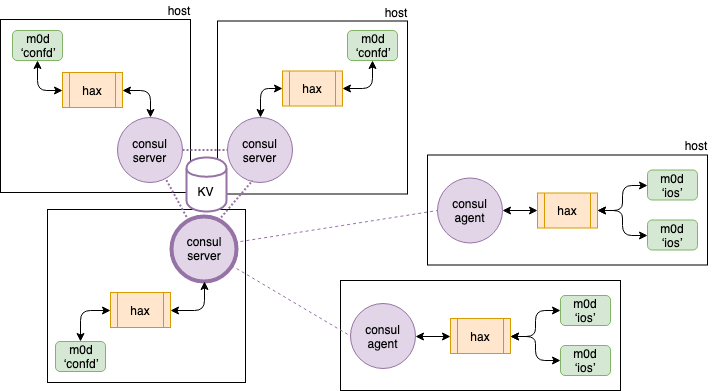 host
m0d
‘confd’
hax
consul
server
host
m0d
‘confd’
hax
consul
server
KV
consul
server
hax
m0d
‘confd’
host
consul
agent
hax
m0d
‘ios’
m0d
‘ios’
consul
agent
hax
m0d
‘ios’
m0d
‘ios’